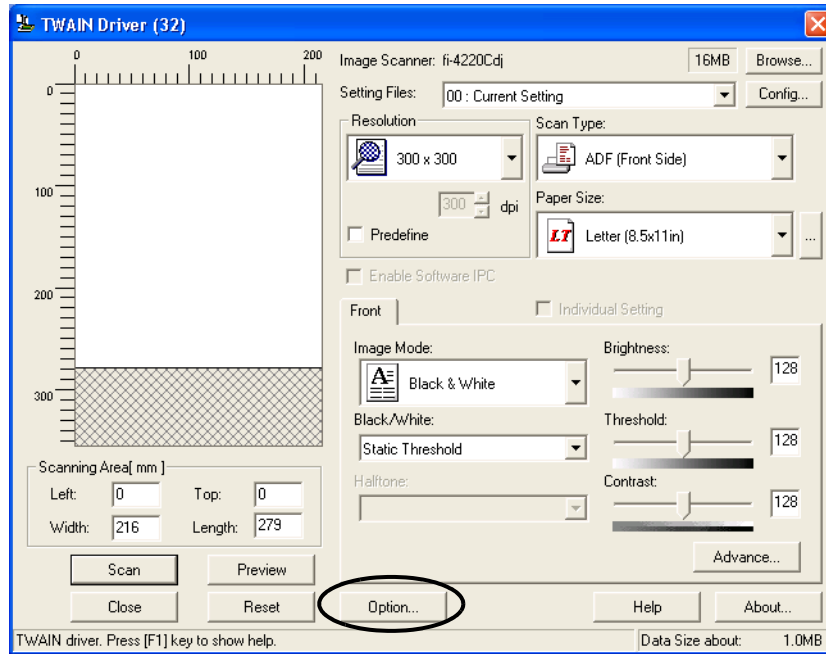 TWAIN Driver (32)
0 100 200
0
100
200
300
Image Scanner: fi-4220Cdj
16MB
Browse...
Setting Files:
00 : Current Setting
Config...
Resolution
300 x 300
300 dpi
Predefine
Scan Type:
ADF (Front Side)
Paper Size:
LT Letter (8.5x11in)
...
Enable Software IPC
Front
Individual Setting
Image Mode:
A Black & White
Black/White:
Static Threshold
Halftone:
Brightness:
128
Threshold:
128
Contrast:
128
Advance...
Scanning Area[ mm ]
Left: 0 Top: 0
Width: 216 Length: 279
Scan Preview
Close Reset Option... Help About...
TWAIN driver. Press [F1] key to show help.
Data Size about: 1.0MB